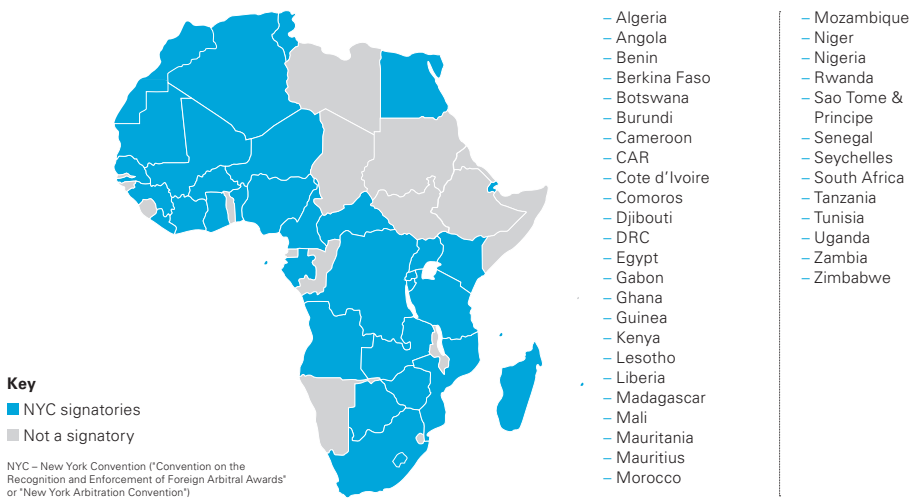 – Algeria
– Angola
– Benin
– Berkina Faso
– Botswana
– Burundi
– Cameroon
– CAR
– Cote d’Ivoire
– Comoros
– Djibouti
– DRC
– Egypt
– Gabon
– Ghana
– Guinea
– Kenya
– Lesotho
– Liberia
– Madagascar
– Mali
– Mauritania
– Mauritius
– Morocco
– Mozambique
– Niger
– Nigeria
– Rwanda
– Sao Tome &
Principe
– Senegal
– Seychelles
– South Africa
– Tanzania
– Tunisia
– Uganda
– Zambia
– Zimbabwe
Key
NYC signatories
Not a signatory
NYC – New York Convention ("Convention on the
Recognition and Enforcement of Foreign Arbitral Awards"
or "New York Arbitration Convention")